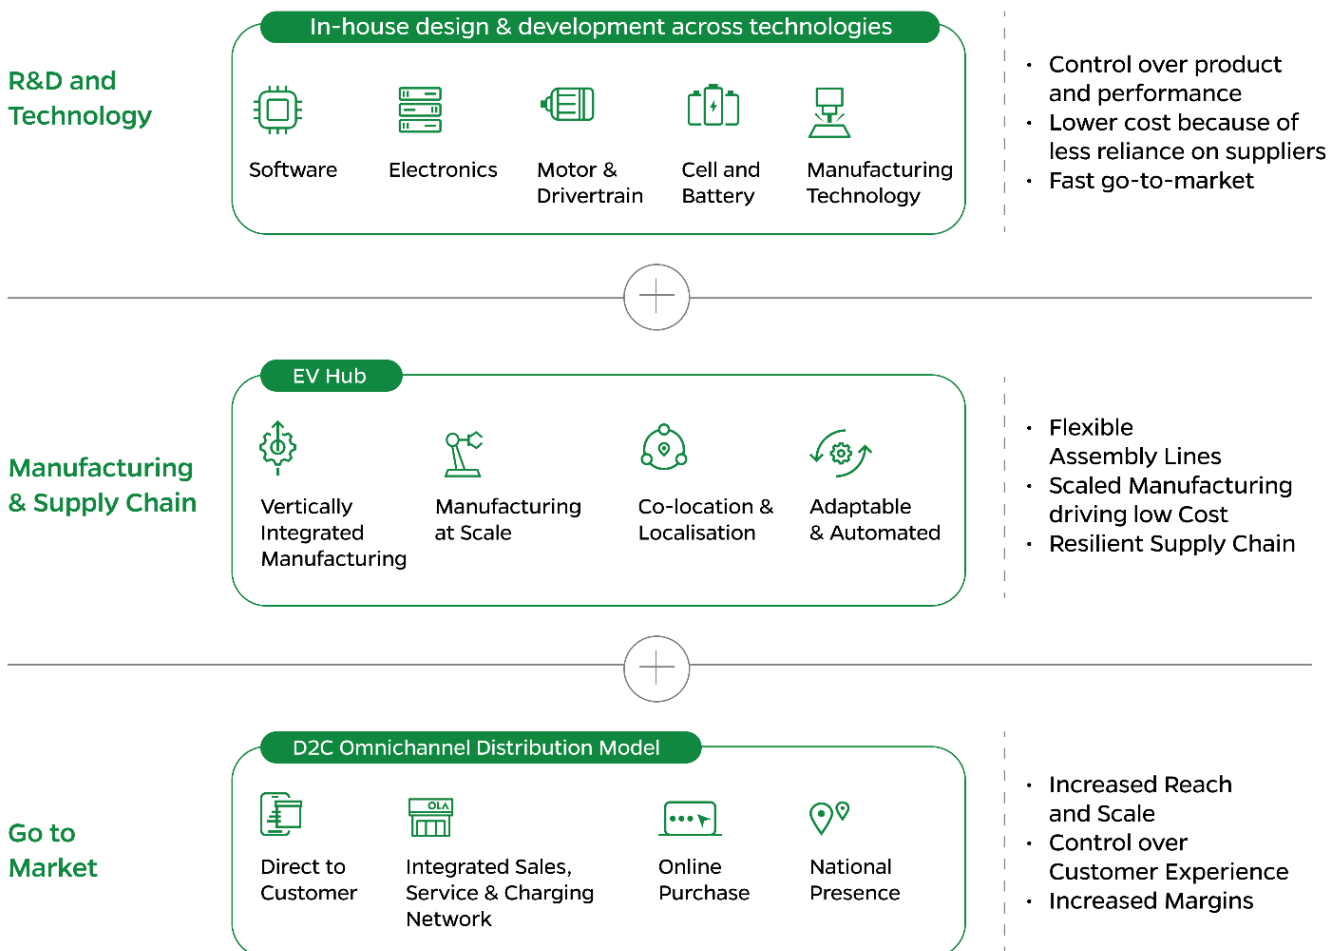 In-house design & development across technologies
R&D and
Technology
Software
Electronics
Motor &
Drivertrain
Cell and
Battery
Manufacturing
Technology
· Control over product
and performance
· Lower cost because of
less reliance on suppliers
· Fast go-to-market
EV Hub
Manufacturing
& Supply Chain
Vertically
Integrated
Manufacturing
Manufacturing
at Scale
Co-location &
Localisation
Adaptable
& Automated
· Flexible
Assembly Lines
· Scaled Manufacturing
driving low Cost
· Resilient Supply Chain
D2C Omnichannel Distribution Model
Go to
Market
OLA
Direct to
Customer
Integrated Sales,
Service & Charging
Network
Online
Purchase
National
Presence
· Increased Reach
and Scale
· Control over
Customer Experience
· Increased Margins